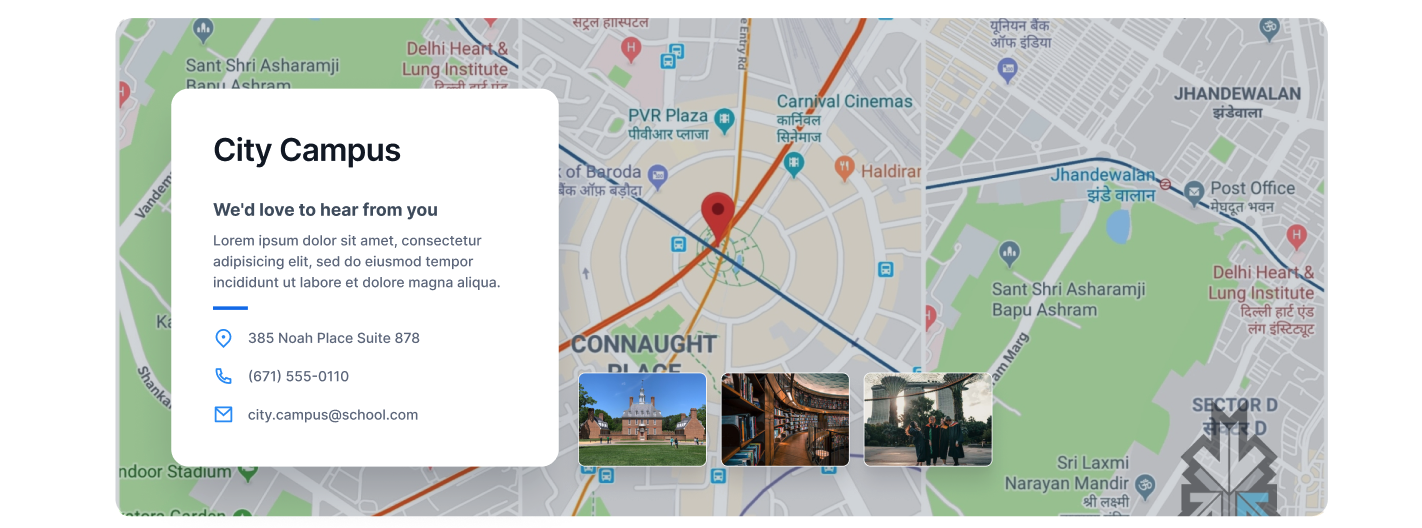 City Campus
We'd love to hear from you
Lorem ipsum dolor sit amet, consectetur
adipisicing elit, sed do eiusmod tempor
incididunt ut labore et dolore magna aliqua.
385 Noah Place Suite 878
(671) 555-0110
city.campus@school.com
Sant Shri Asharamji
Bapu Ashram
Delhi Heart &
Lung Institute
दिल्ली हार्ट एंड
सेंट्रल हॉस्पिटल
Entry Rd
यूनियन बैंक
ऑफ इंडिया
JHANDEWALAN
झंडेवाला
Carnival Cinemas
कार्निवल
सिनेमाज
PVR Plaza
पीवीआर प्लाजा
of Baroda
बैंक ऑफ़ बड़ौदा
Haldirar
Jhandewalan
झंडे वालान
Post Office
मेघदूत भवन
Sant Shri Asharamji
Bapu Ashram
Delhi Heart &
Lung Institute
दिल्ली हार्ट एंड
लंग इंस्टिट्यूट
CONNAUGHT
PLACE
am Marg
SECTOR D
सेक्टर D
ndoor Stadium
Sri Laxmi
Narayan Mandir
श्री लक्ष्मी